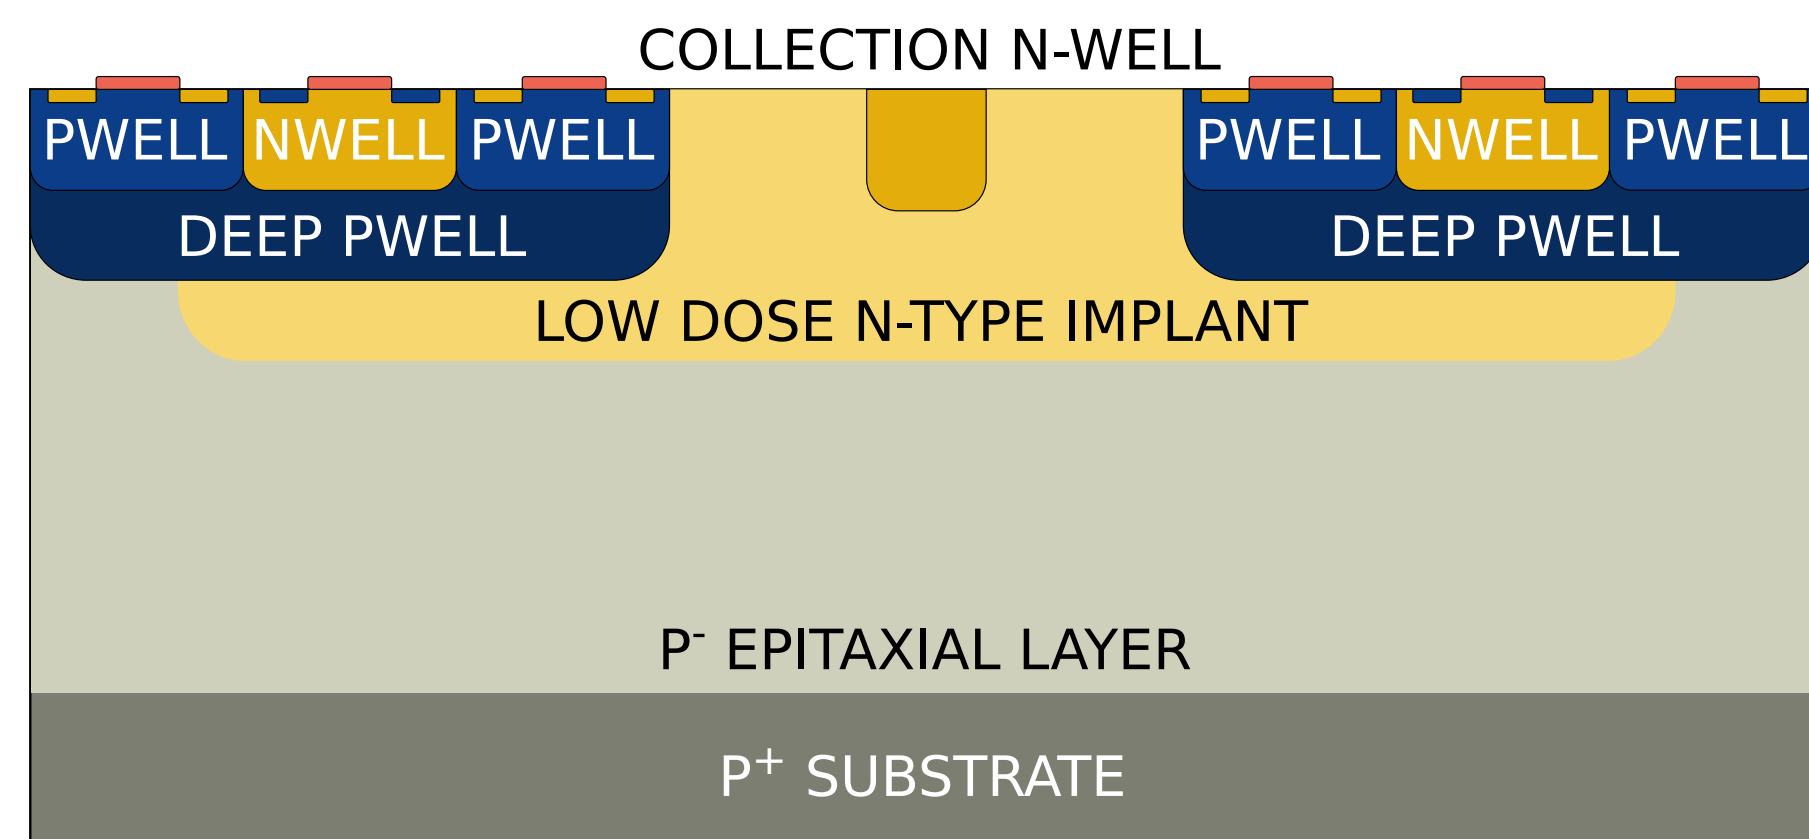 COLLECTION N-WELL
PWELL NWELL PWELL PWELL NWELL PWELL
DEEP PWELL DEEP PWELL
LOW DOSE N-TYPE IMPLANT
P- EPITAXIAL LAYER
P+ SUBSTRATE